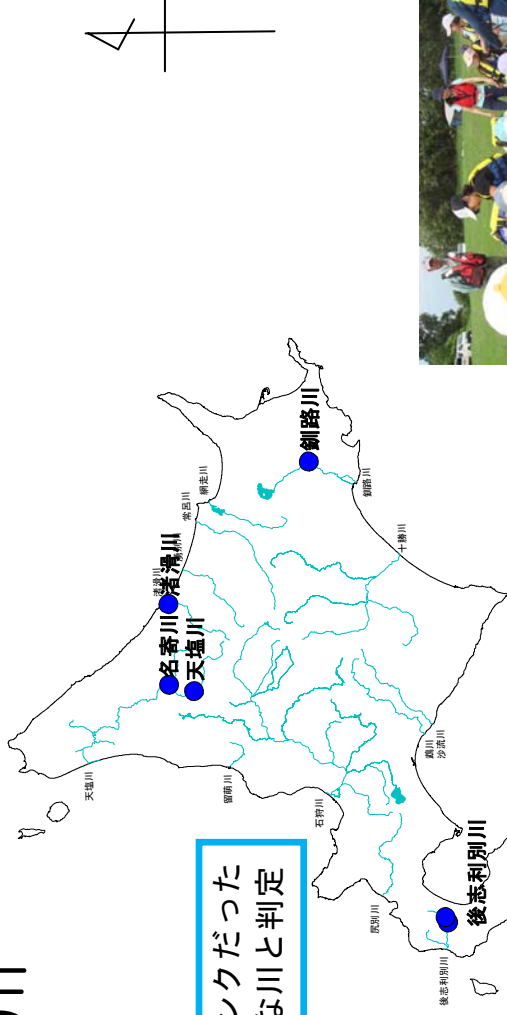 川
ンクだった
な川と判定
名寄川
渚滑川
天塩川
釧路川
後志利別川
天塩川
留萌川
石狩川
尻別川
後志利別川
鵡川
沙流川
十勝川
釧路川
網走川
常呂川
渚滑川